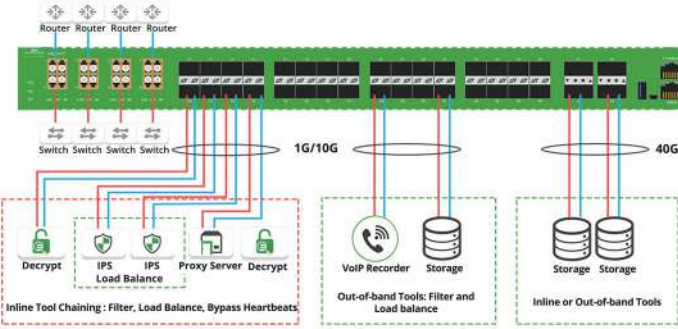 Router Router Router Router
Switch Switch Switch Switch
1G/10G
40G
Decrypt
IPS
IPS
Load Balance
Proxy Server
Decrypt
Inline Tool Chaining : Filter, Load Balance, Bypass Heartbeats
VoIP Recorder
Storage
Out-of-band Tools: Filter and
Load balance
Storage
Storage
Inline or Out-of-band Tools